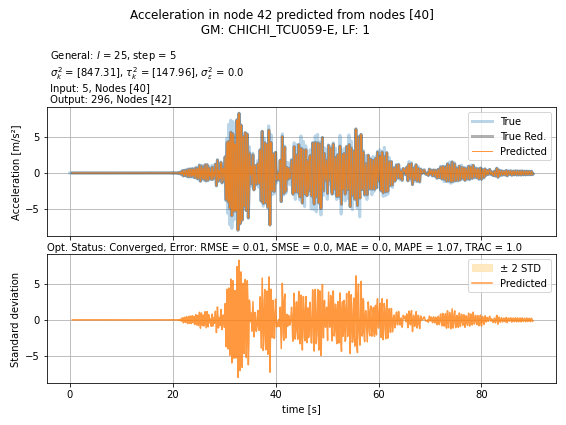 Acceleration in node 42 predicted from nodes [40]
GM: CHICHI_TCU059-E, LF: 1
General: l = 25, step = 5
σ²ₖ = [847.31], τ²ₖ = [147.96], σ²ε = 0.0
Input: 5, Nodes [40]
Output: 296, Nodes [42]
Acceleration [m/s²]
5
0
−5
True
True Red.
Predicted
Opt. Status: Converged, Error: RMSE = 0.01, SMSE = 0.0, MAE = 0.0, MAPE = 1.07, TRAC = 1.0
Standard deviation
5
0
−5
± 2 STD
Predicted
0 20 40 60 80
time [s]